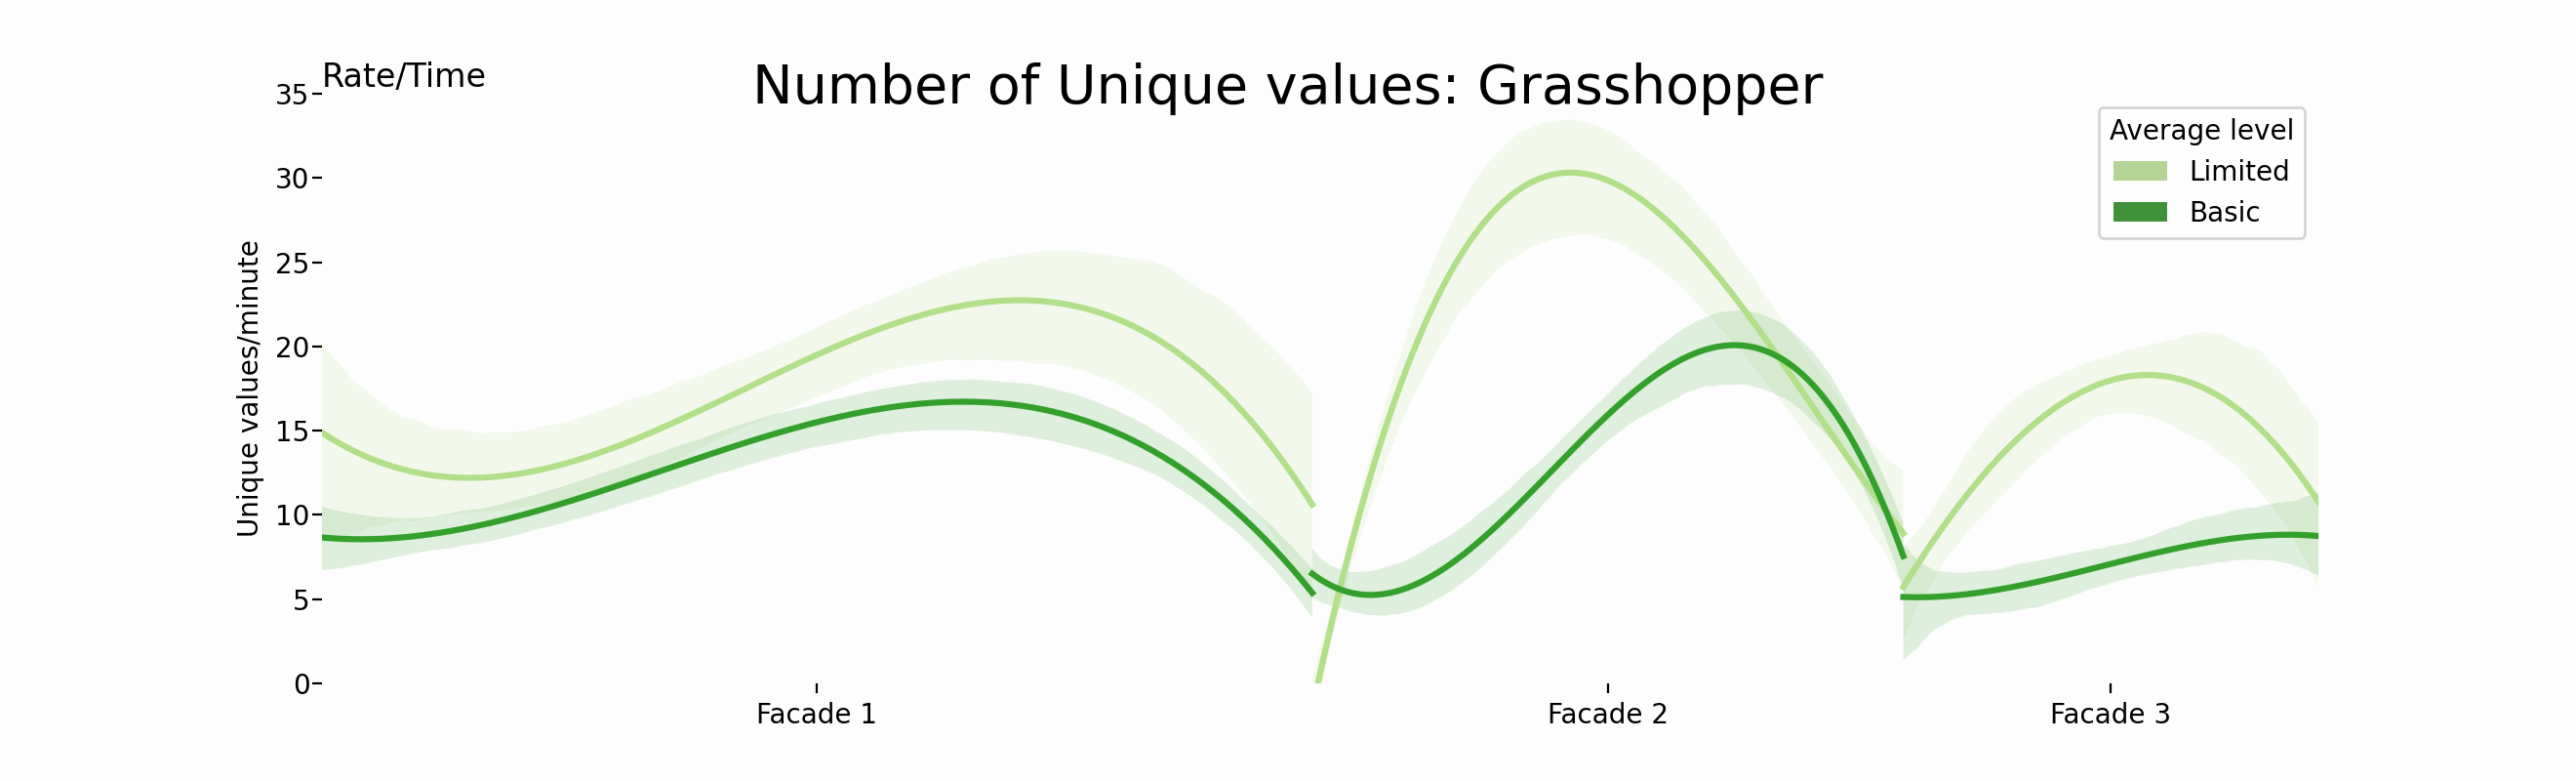 Rate/Time
Number of Unique values: Grasshopper
Unique values/minute
35
30
25
20
15
10
5
0
Average level
Limited
Basic
Facade 1
Facade 2
Facade 3